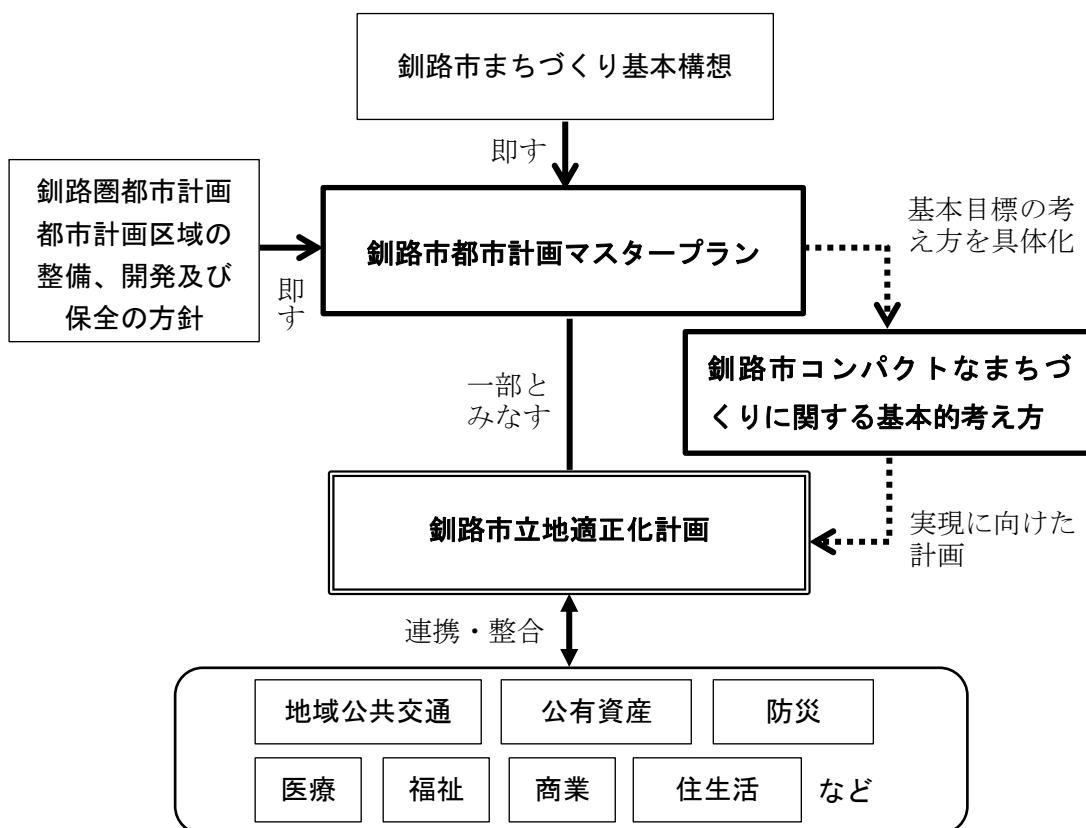 釧路市まちづくり基本構想
即す
釧路圏都市計画
都市計画区域の
整備、開発及び
保全の方針
即す
釧路市都市計画マスタープラン
基本目標の考
え方を具体化
釧路市コンパクトなまちづ
くりに関する基本的考え方
一部と
みなす
釧路市立地適正化計画
実現に向けた
計画
連携・整合
地域公共交通
公有資産
防災
医療
福祉
商業
住生活
など